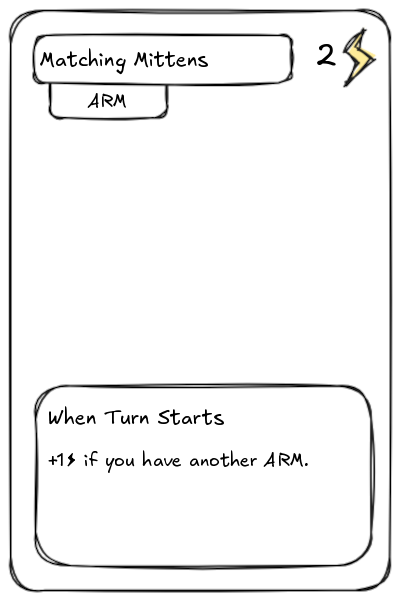 Matching Mittens
2⚡
ARM
When Turn Starts
+1⚡ if you have another ARM.